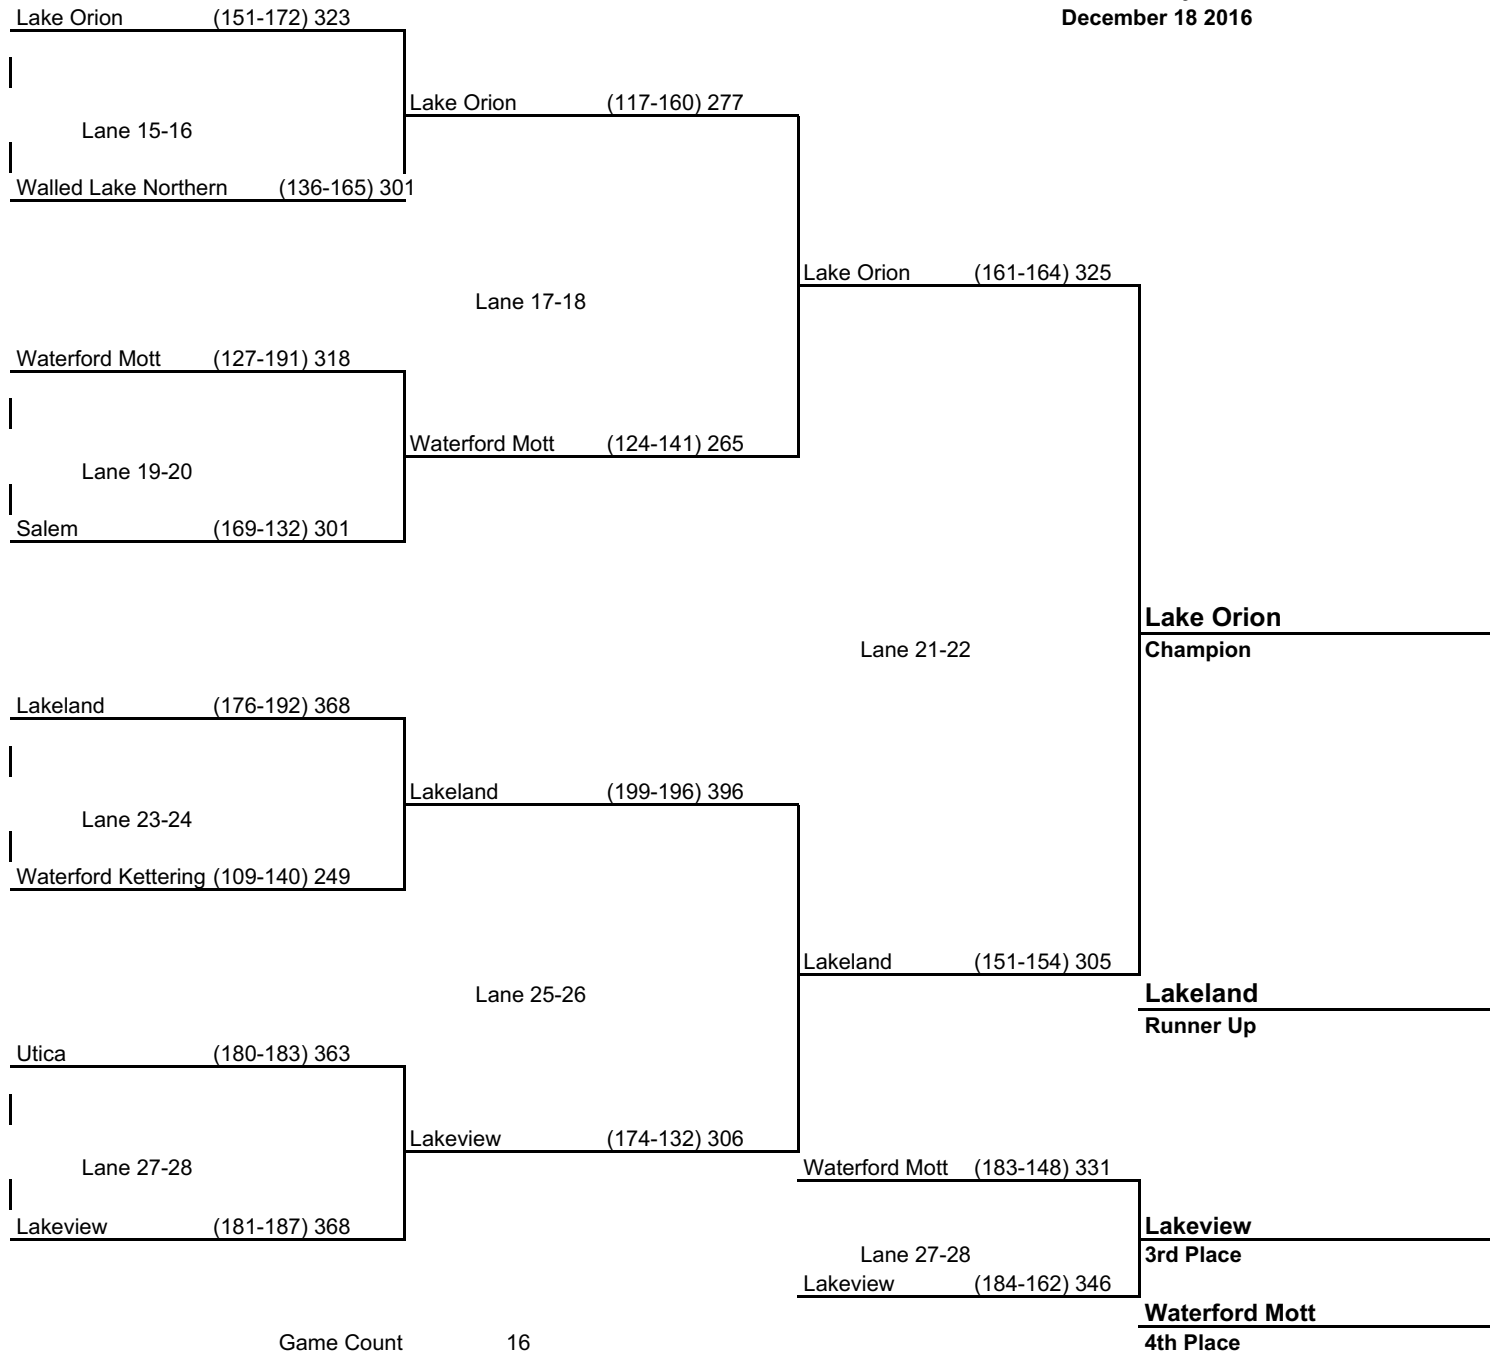 December 18 2016
Lake Orion (151-172) 323
Lake Orion (117-160) 277
Lane 15-16
Walled Lake Northern (136-165) 301
Lake Orion (161-164) 325
Lane 17-18
Waterford Mott (127-191) 318
Waterford Mott (124-141) 265
Lane 19-20
Salem (169-132) 301
Lake Orion
Lane 21-22
Champion
Lakeland (176-192) 368
Lakeland (199-196) 396
Lane 23-24
Waterford Kettering (109-140) 249
Lakeland (151-154) 305
Lane 25-26
Lakeland
Runner Up
Utica (180-183) 363
Lakeview (174-132) 306
Lane 27-28
Waterford Mott (183-148) 331
Lakeview (181-187) 368
Lakeview
Lane 27-28
3rd Place
Lakeview (184-162) 346
Waterford Mott
Game Count 16
4th Place